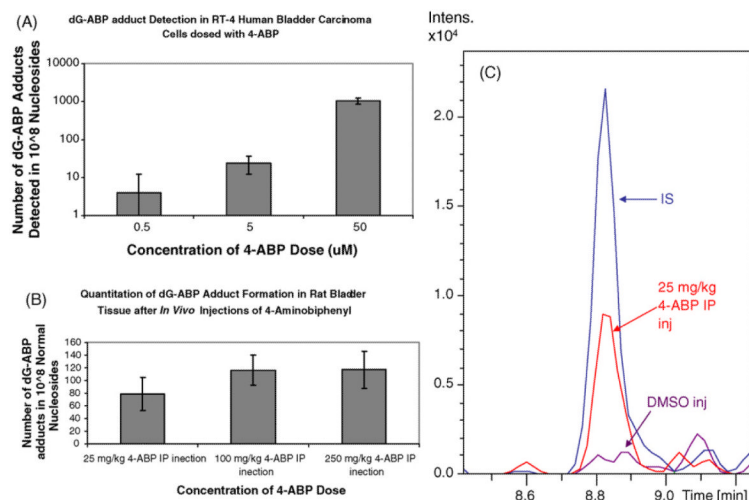 (A)
dG-ABP adduct Detection in RT-4 Human Bladder Carcinoma
Cells dosed with 4-ABP
Number of dG-ABP Adducts
Detected in 10^8 Nucleosides
10000
1000
100
10
1
0.5 5 50
Concentration of 4-ABP Dose (uM)
(B)
Quantitation of dG-ABP Adduct Formation in Rat Bladder
Tissue after In Vivo Injections of 4-Aminobiphenyl
Number of dG-ABP
adducts in 10^8 Normal
Nucleosides
160
140
120
100
80
60
40
20
0
25 mg/kg 4-ABP IP injection 100 mg/kg 4-ABP IP 250 mg/kg 4-ABP IP
injection injection
Concentration of 4-ABP Dose
Intens.
x10⁴
(C)
2.0
1.5
1.0
0.5
0.0
IS
25 mg/kg
4-ABP IP
inj
DMSO inj
8.6 8.8 9.0 Time [min]